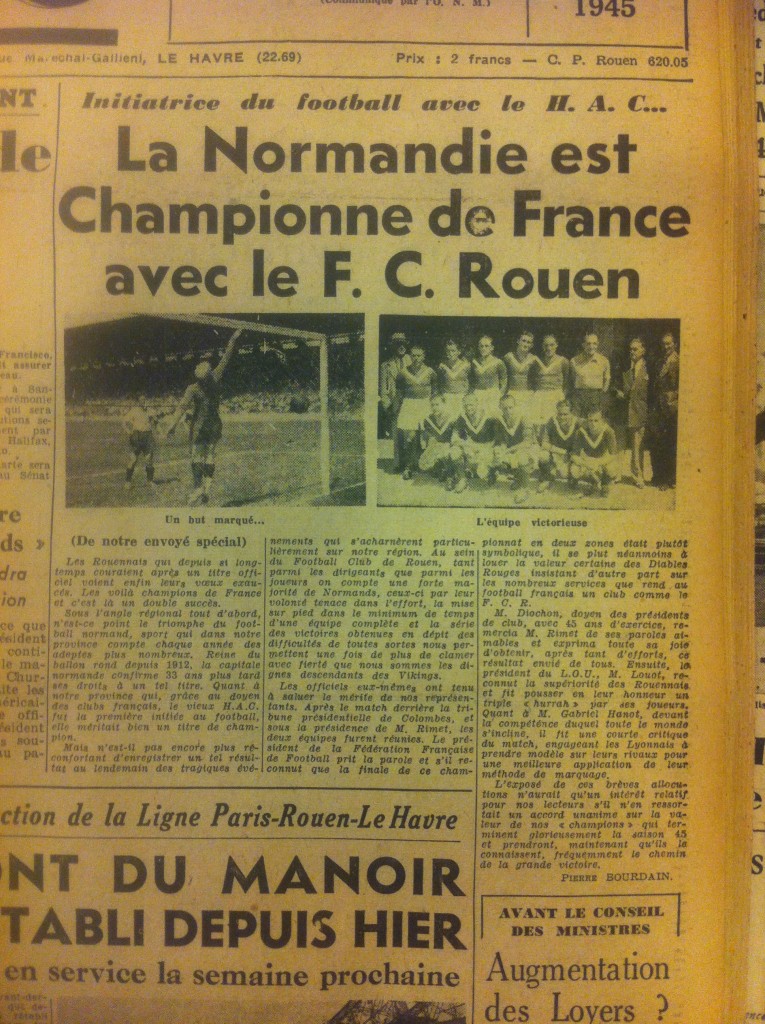 (Communiqué par l'O. N. M.)
1945
Maréchal-Galliéni, LE HAVRE (22.69)
Prix : 2 francs — C. P. Rouen 620.05
Initiatrice du football avec le H. A. C...
La Normandie est
Championne de France
avec le F. C. Rouen
Un but marqué...
L'équipe victorieuse
(De notre envoyé spécial)
Les Rouennais qui depuis si long-
temps couraient après un titre offi-
ciel voient enfin leurs vœux exau-
cés. Les voilà champions de France
et c'est là un double succès.
Sous l'angle régional tout d'abord,
n'est-ce point le triomphe du foot-
ball normand, sport qui dans notre
province compte chaque année des
adeptes plus nombreux. Reine du
ballon rond depuis 1912, la capitale
normande confirme 33 ans plus tard
ses droits à un tel titre. Quant à
notre province qui, grâce au doyen
des clubs français, le vieux H.A.C.
fut la première initiée au football,
elle méritait bien un titre de cham-
pion.
Mais n'est-il pas encore plus ré-
confortant d'enregistrer un tel résul-
tat au lendemain des tragiques évé-
nements qui s'acharnèrent particu-
lièrement sur notre région. Au sein
du Football Club de Rouen, tant
parmi les dirigeants que parmi les
joueurs on compte une forte ma-
jorité de Normands, ceux-ci par leur
volonté tenace dans l'effort, la mise
sur pied dans le minimum de temps
d'une équipe complète et la série
des victoires obtenues en dépit des
difficultés de toutes sortes nous per-
mettent une fois de plus de clamer
avec fierté que nous sommes les di-
gnes descendants des Vikings.
Les officiels eux-mêmes ont tenu
à saluer le mérite de nos représen-
tants. Après le match derrière la tri-
bune présidentielle de Colombes, et
sous la présidence de M. Rimet, les
deux équipes furent réunies. Le pré-
sident de la Fédération Française
de Football prit la parole et s'il re-
connut que la finale de ce cham-
pionnat en deux zones était plutôt
symbolique, il se plut néanmoins à
louer la valeur certaine des Diables
Rouges insistant d'autre part sur
les nombreux services que rend au
football français un club comme le
F. C. R.
M. Diochon, doyen des présidents
de club, avec 45 ans d'exercice, re-
mercia M. Rimet de ses paroles ai-
mables et exprima toute sa joie
d'obtenir, après tant d'efforts, ce
résultat envié de tous. Ensuite, le
président du L.O.U., M. Louot, re-
connut la supériorité des Rouennais
et fit pousser en leur honneur un
triple « hurrah » par ses joueurs.
Quant à M. Gabriel Hanot, devant
la compétence duquel toute le monde
s'incline, il fit une courte critique
du match, engageant les Lyonnais à
prendre modèle sur leurs rivaux pour
une meilleure application de leur
méthode de marquage.
L'exposé de ces brèves allocu-
tions n'aurait qu'un intérêt relatif
pour nos lecteurs s'il n'en ressor-
tait un accord unanime sur la va-
leur de nos « champions » qui ter-
minent glorieusement la saison 45
et prendront, maintenant qu'ils le
connaissent, fréquemment le chemin
de la grande victoire.
PIERRE BOURDAIN.
ction de la Ligne Paris-Rouen-Le Havre
ONT DU MANOIR
TABLI DEPUIS HIER
en service la semaine prochaine
AVANT LE CONSEIL
DES MINISTRES
Augmentation
des Loyers ?